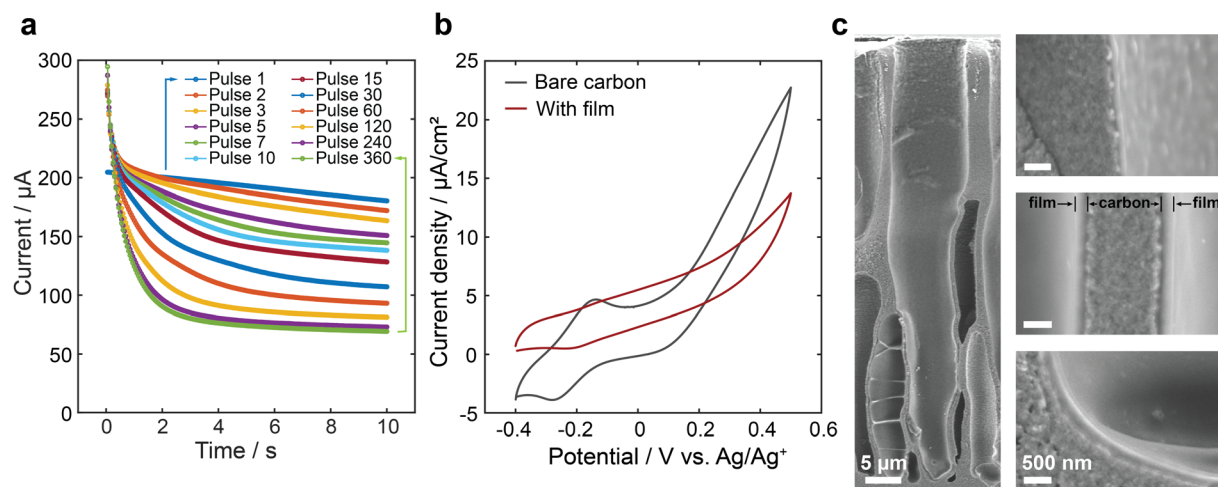 a
300
250
200
150
100
50
0
Current / µA
0
2
4
6
8
10
Time / s
Pulse 1
Pulse 2
Pulse 3
Pulse 5
Pulse 7
Pulse 10
Pulse 15
Pulse 30
Pulse 60
Pulse 120
Pulse 240
Pulse 360
b
25
20
15
10
5
0
-5
Current density / µA/cm²
Bare carbon
With film
-0.4
-0.2
0
0.2
0.4
0.6
Potential / V vs. Ag/Ag⁺
c
5 µm
film
carbon
film
500 nm